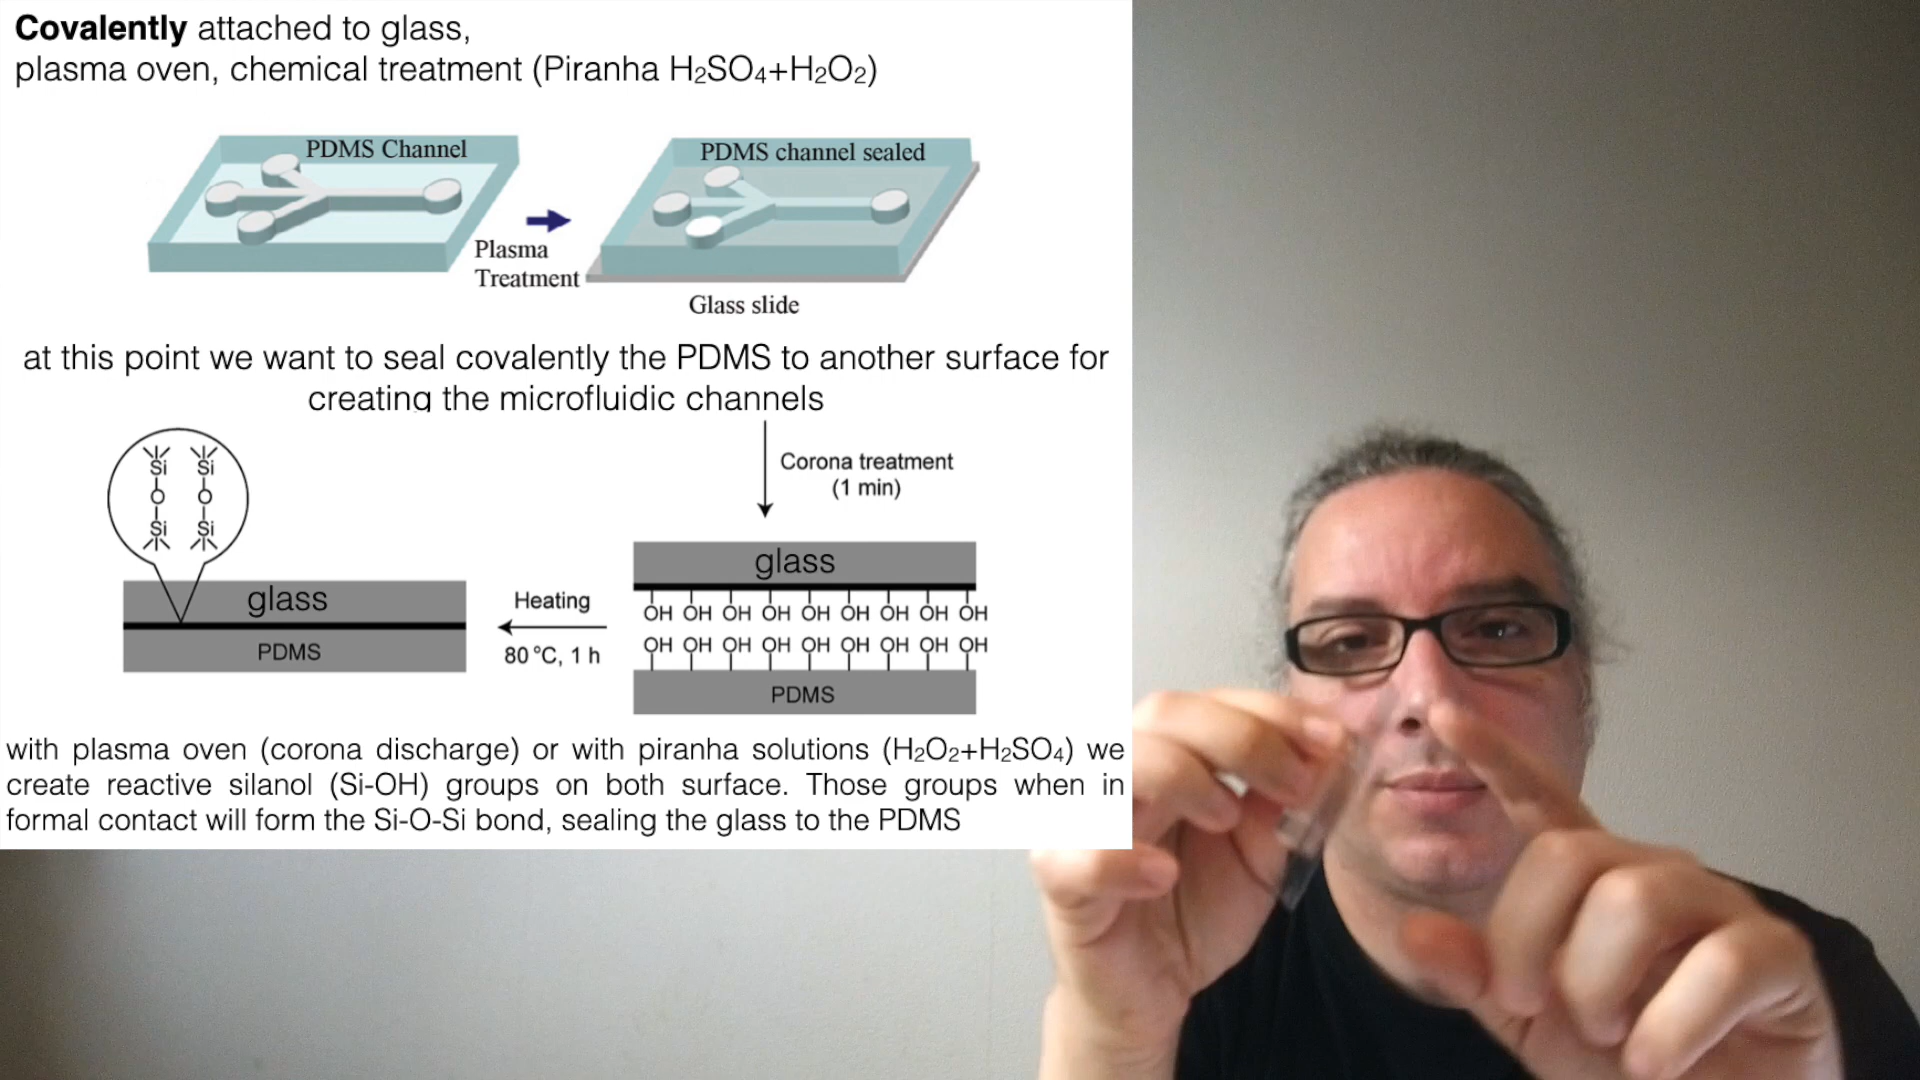 Covalently attached to glass,
plasma oven, chemical treatment (Piranha H₂SO₄+H₂O₂)
PDMS Channel
PDMS channel sealed
Plasma
Treatment
Glass slide
at this point we want to seal covalently the PDMS to another surface for
creating the microfluidic channels
Corona treatment
(1 min)
Si Si
O O
Si Si
glass
PDMS
Heating
80 °C, 1 h
glass
OH OH OH OH OH OH OH OH OH
OH OH OH OH OH OH OH OH OH
PDMS
with plasma oven (corona discharge) or with piranha solutions (H₂O₂+H₂SO₄) we
create reactive silanol (Si-OH) groups on both surface. Those groups when in
formal contact will form the Si-O-Si bond, sealing the glass to the PDMS